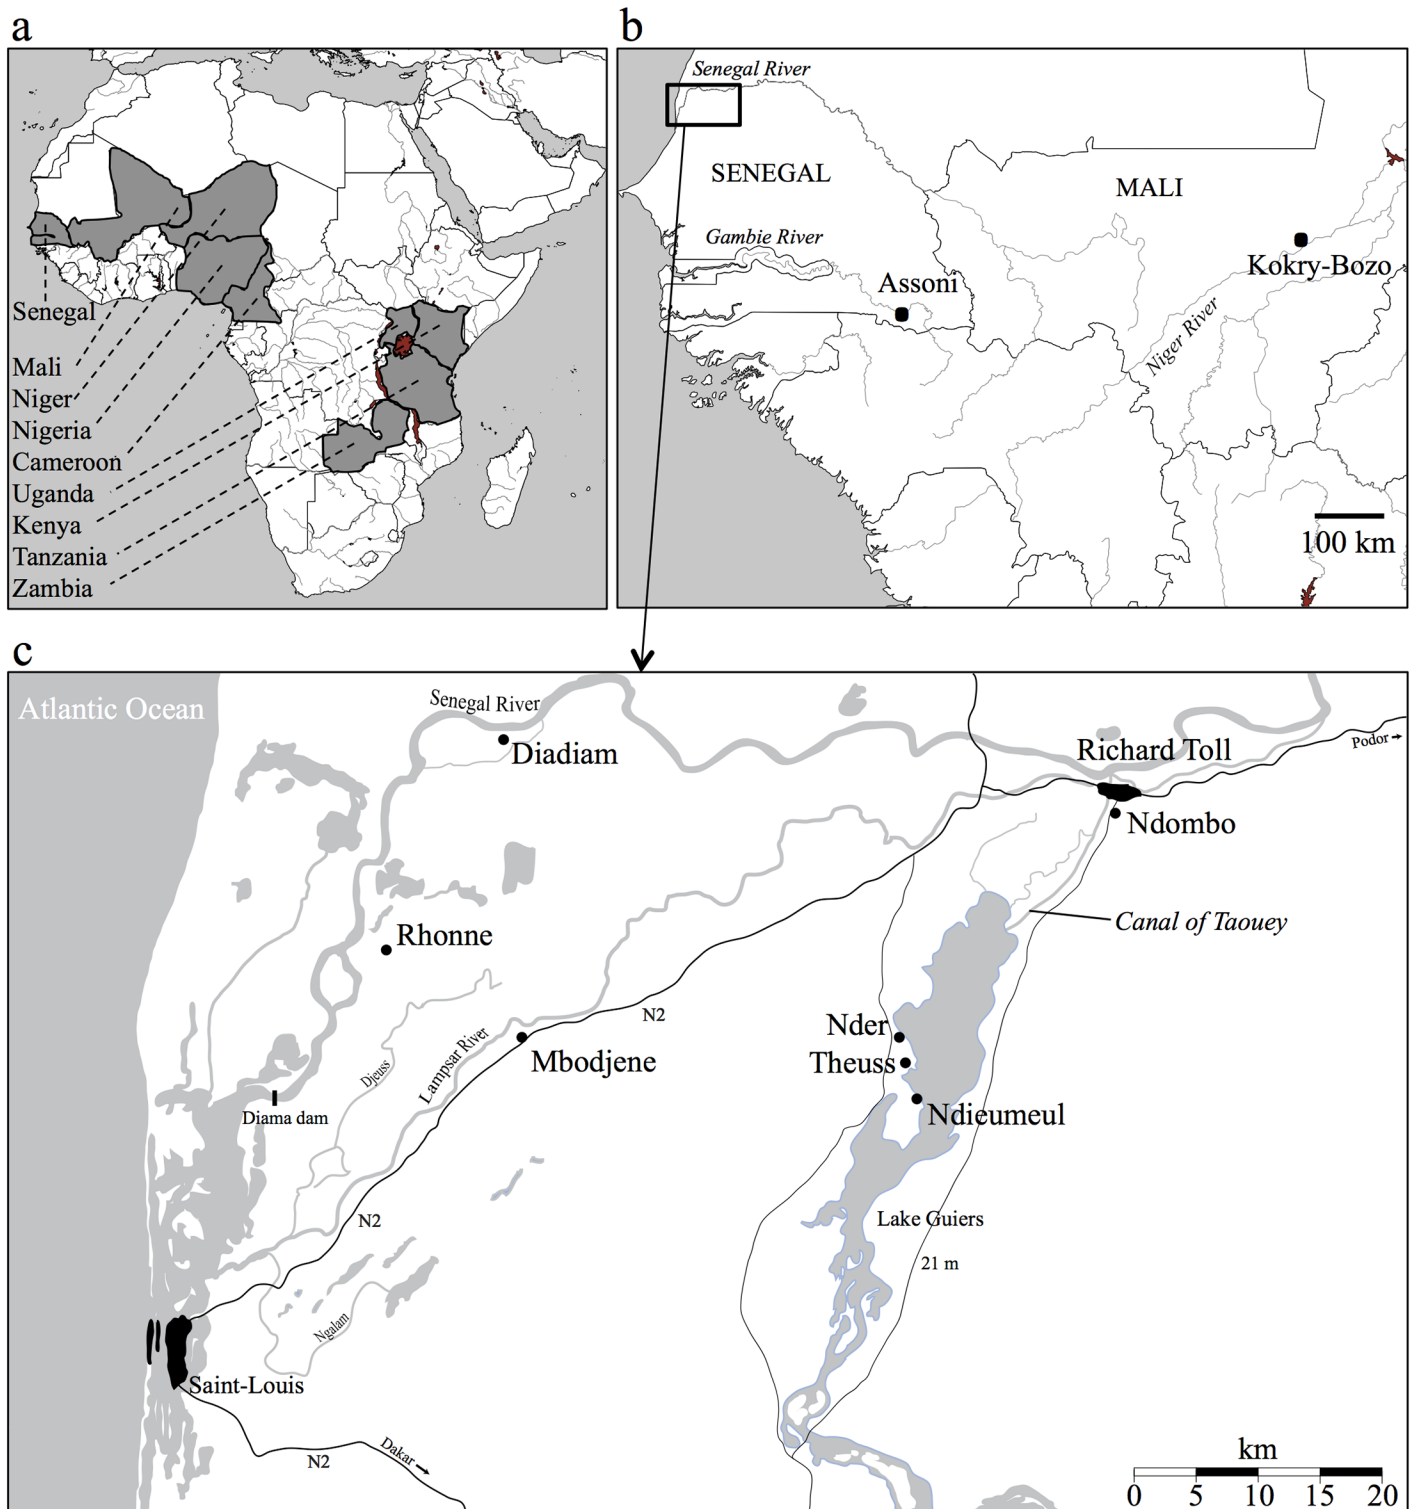 a
Senegal
Mali
Niger
Nigeria
Cameroon
Uganda
Kenya
Tanzania
Zambia
b
Senegal River
SENEGAL
MALI
Gambie River
Assoni
Kokry-Bozo
Niger River
100 km
c
Atlantic Ocean
Senegal River
Diadiam
Richard Toll
Podor
Ndombo
Canal of Taouey
Rhonne
N2
Nder
Theuss
Mbodjene
Lampsar River
Djeuss
Diama dam
Ndieumeul
N2
Lake Guiers
21 m
Ngalam
Saint-Louis
Dakar
N2
km
0 5 10 15 20